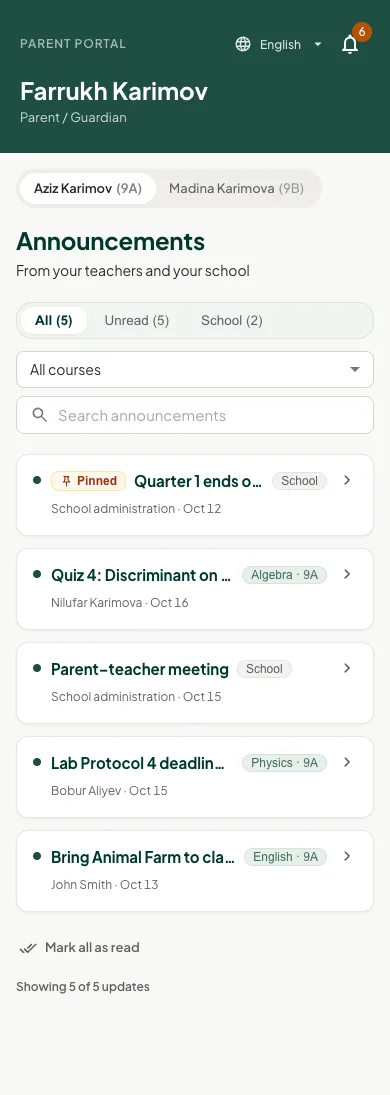 PARENT PORTAL
English
6
Farrukh Karimov
Parent / Guardian
Aziz Karimov (9A)
Madina Karimova (9B)
Announcements
From your teachers and your school
All (5)
Unread (5)
School (2)
All courses
Search announcements
Pinned
Quarter 1 ends o...
School
School administration · Oct 12
Quiz 4: Discriminant on ...
Algebra · 9A
Nilufar Karimova · Oct 16
Parent–teacher meeting
School
School administration · Oct 15
Lab Protocol 4 deadlin...
Physics · 9A
Bobur Aliyev · Oct 15
Bring Animal Farm to cla...
English · 9A
John Smith · Oct 13
Mark all as read
Showing 5 of 5 updates